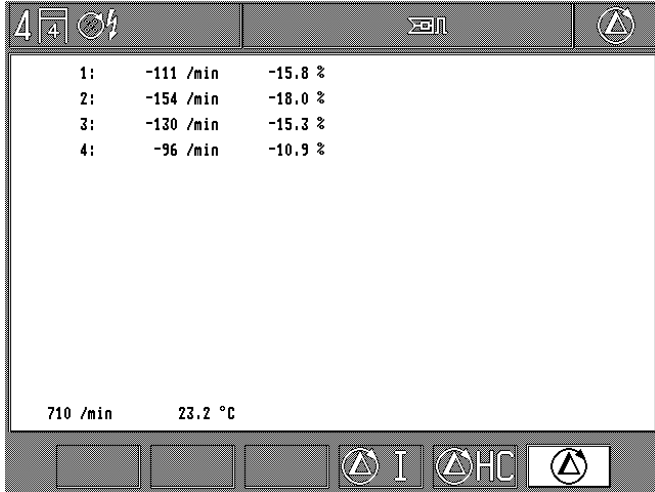 4 4
1: -111 /min -15.8 %
2: -154 /min -18.0 %
3: -130 /min -15.3 %
4: -96 /min -10.9 %
710 /min 23.2 °C
I HC